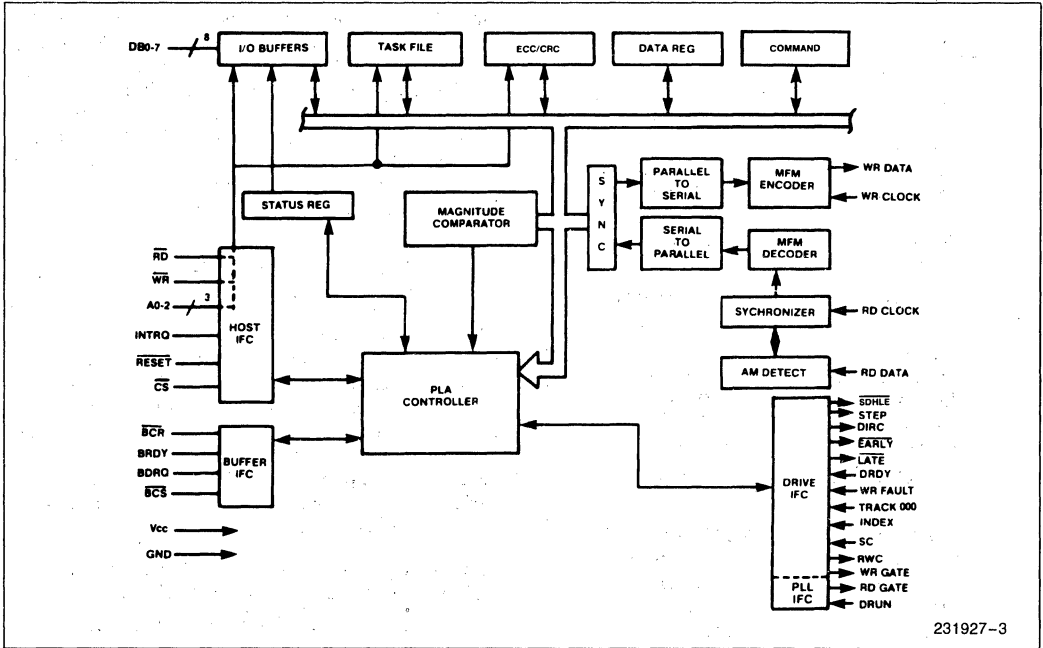 DB0-7
8
I/O BUFFERS
TASK FILE
ECC/CRC
DATA REG
COMMAND
STATUS REG
MAGNITUDE
COMPARATOR
S
Y
N
C
PARALLEL
TO
SERIAL
MFM
ENCODER
WR DATA
WR CLOCK
SERIAL
TO
PARALLEL
MFM
DECODER
SYCHRONIZER
RD CLOCK
AM DETECT
RD DATA
RD
WR
A0-2
3
INTRQ
RESET
CS
HOST
IFC
PLA
CONTROLLER
BCR
BRDY
BDRQ
BCS
BUFFER
IFC
Vcc
GND
DRIVE
IFC
PLL
IFC
SDHLE
STEP
DIRC
EARLY
LATE
DRDY
WR FAULT
TRACK 000
INDEX
SC
RWC
WR GATE
RD GATE
DRUN
231927-3